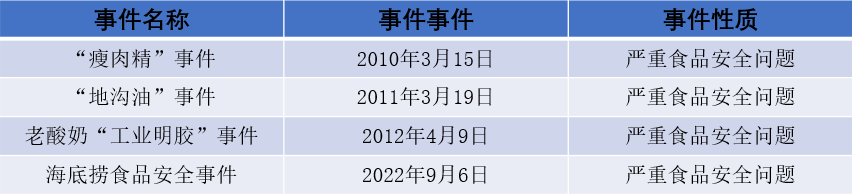 事件名称 事件事件 事件性质
“瘦肉精”事件 2010年3月15日 严重食品安全问题
“地沟油”事件 2011年3月19日 严重食品安全问题
老酸奶“工业明胶”事件 2012年4月9日 严重食品安全问题
海底捞食品安全事件 2022年9月6日 严重食品安全问题